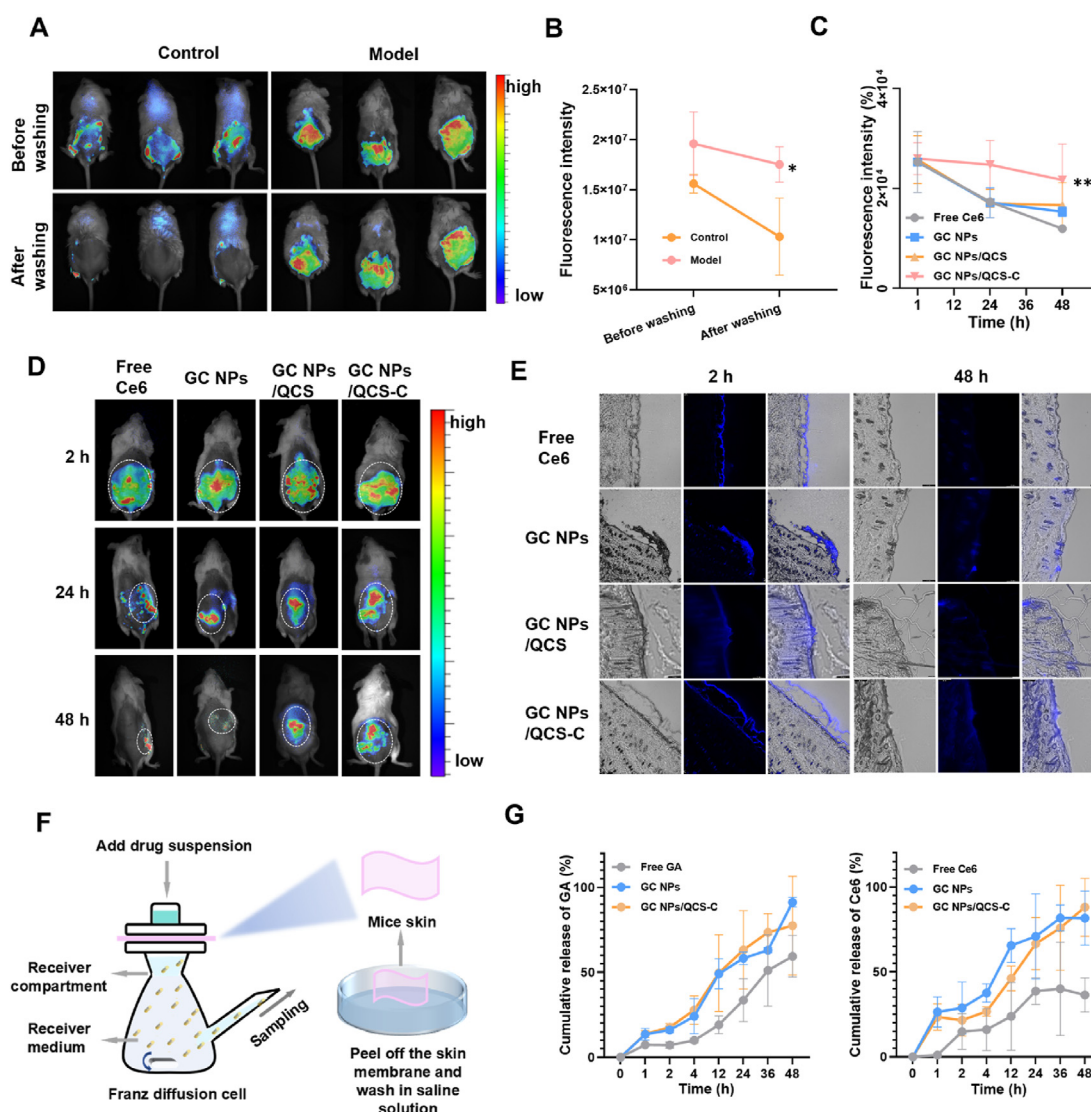 A
Control
Model
Before
washing
After
washing
high
low
B
Fluorescence intensity
2.5×10⁷
2×10⁷
1.5×10⁷
1×10⁷
5×10⁶
*
Control
Model
Before washing
After washing
C
Fluorescence intensity (%)
4×10⁴
2×10⁴
0
**
Free Ce6
GC NPs
GC NPs/QCS
GC NPs/QCS-C
1 12 24 36 48
Time (h)
D
Free
Ce6
GC NPs
GC NPs
/QCS
GC NPs
/QCS-C
2 h
24 h
48 h
high
low
E
2 h
48 h
Free
Ce6
GC NPs
GC NPs
/QCS
GC NPs
/QCS-C
F
Add drug suspension
Receiver
compartment
Receiver
medium
Sampling
Franz diffusion cell
Mice skin
Peel off the skin
membrane and
wash in saline
solution
G
Cumulative release of GA (%)
100
50
0
Free GA
GC NPs
GC NPs/QCS-C
0 1 2 4 12 24 36 48
Time (h)
Cumulative release of Ce6 (%)
100
50
0
Free Ce6
GC NPs
GC NPs/QCS-C
0 1 2 4 12 24 36 48
Time (h)